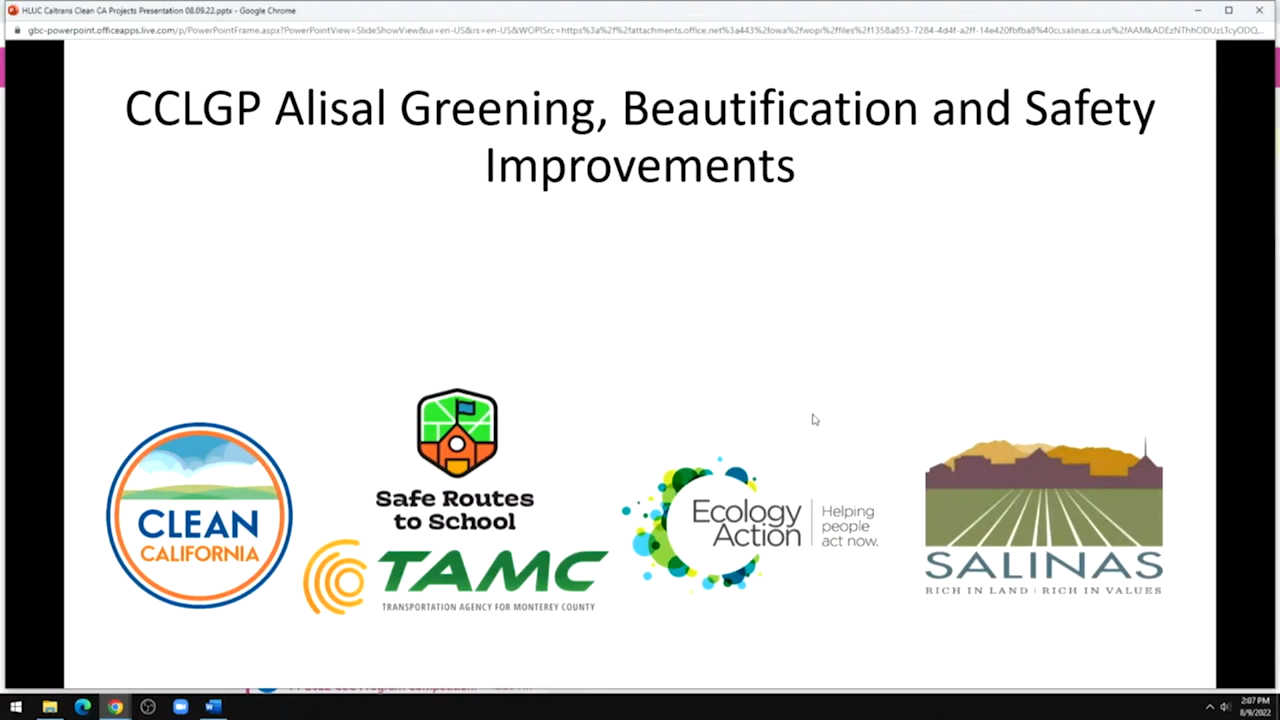 HLUC Caltrans Clean CA Projects Presentation 08.09.22.pptx - Google Chrome
CCLGP Alisal Greening, Beautification and Safety
Improvements
CLEAN
CALIFORNIA
Safe Routes
to School
TAMC
TRANSPORTATION AGENCY FOR MONTEREY COUNTY
Ecology
Action
Helping
people
act now.
SALINAS
RICH IN LAND | RICH IN VALUES
2:07 PM
8/9/2022